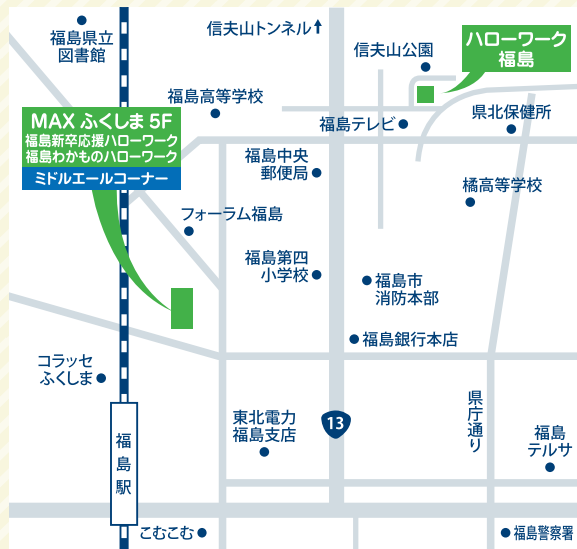 福島県立
図書館
信夫山トンネル↑
信夫山公園
ハローワーク
福島
福島高等学校
福島テレビ
県北保健所
MAX ふくしま 5F
福島新卒応援ハローワーク
福島わかものハローワーク
ミドルエールコーナー
福島中央
郵便局
橘高等学校
フォーラム福島
福島第四
小学校
福島市
消防本部
福島銀行本店
コラッセ
ふくしま
福島駅
東北電力
福島支店
13
県庁通り
福島
テルサ
こむこむ
福島警察署